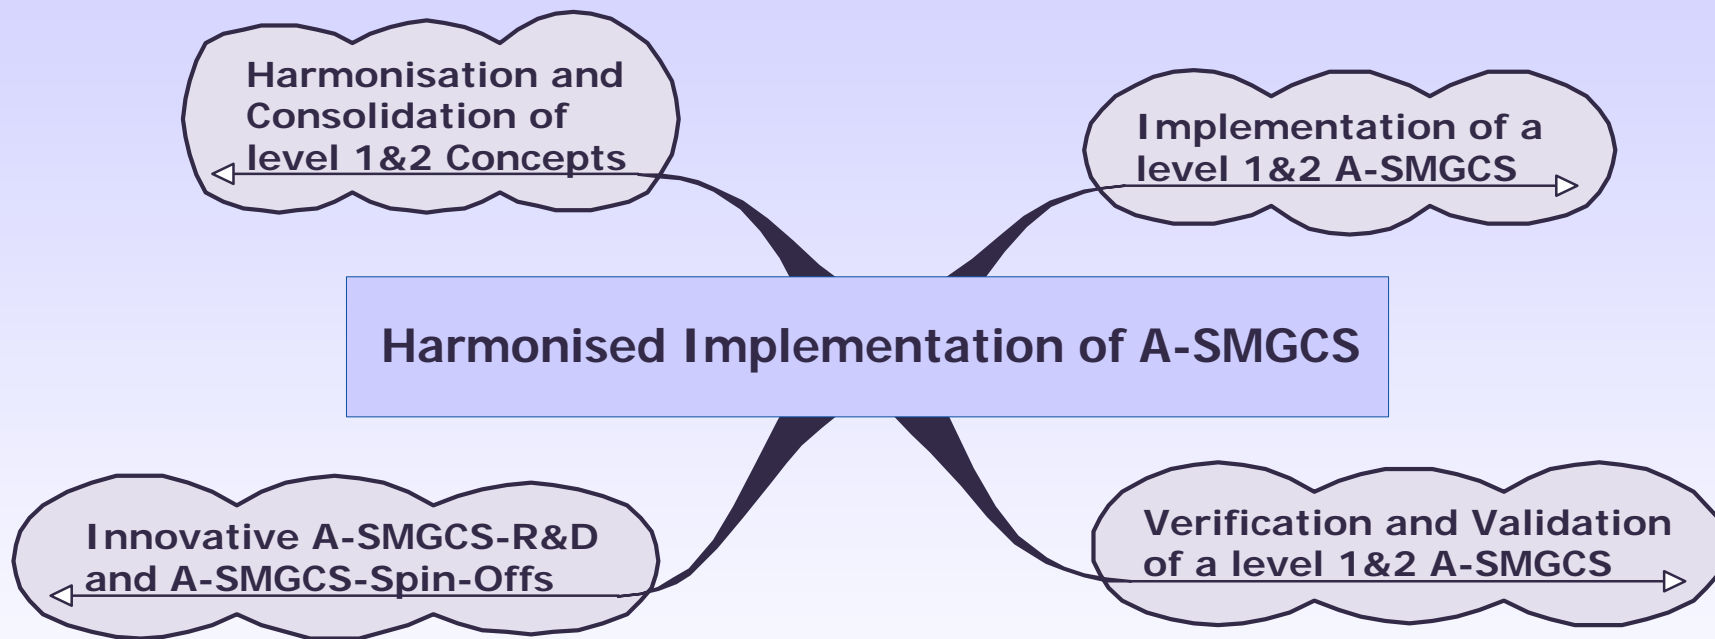 Harmonisation and
Consolidation of
level 1&2 Concepts
Implementation of a
level 1&2 A-SMGCS
Harmonised Implementation of A-SMGCS
Innovative A-SMGCS-R&D
and A-SMGCS-Spin-Offs
Verification and Validation
of a level 1&2 A-SMGCS